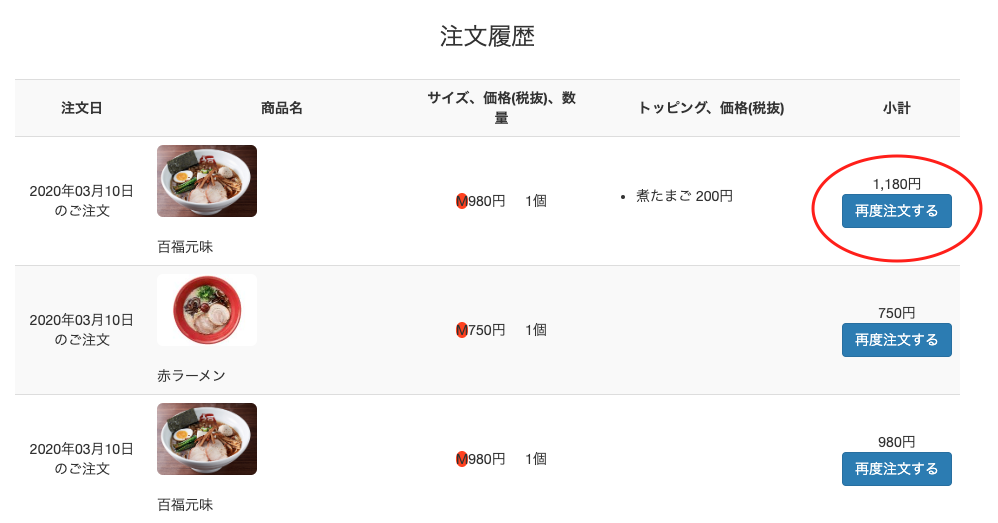 注文履歴
注文日
商品名
サイズ、価格(税抜)、数
量
トッピング、価格(税抜)
小計
2020年03月10日
のご注文
百福元味
M980円 1個
• 煮たまご 200円
1,180円
再度注文する
2020年03月10日
のご注文
赤ラーメン
M750円 1個
750円
再度注文する
2020年03月10日
のご注文
百福元味
M980円 1個
980円
再度注文する